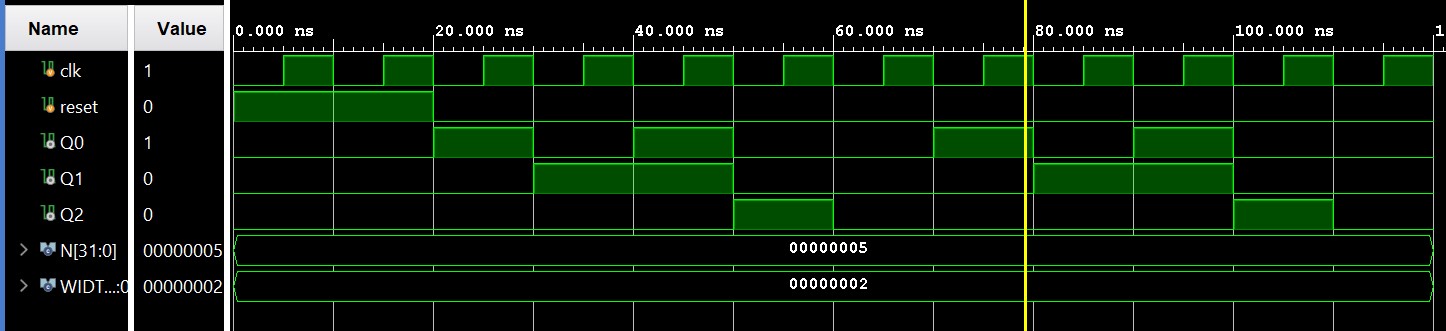 Name Value 0.000 ns 20.000 ns 40.000 ns 60.000 ns 80.000 ns 100.000 ns 1
clk 1
reset 0
Q0 1
Q1 0
Q2 0
N[31:0] 00000005 00000005
WIDT...:0 00000002 00000002